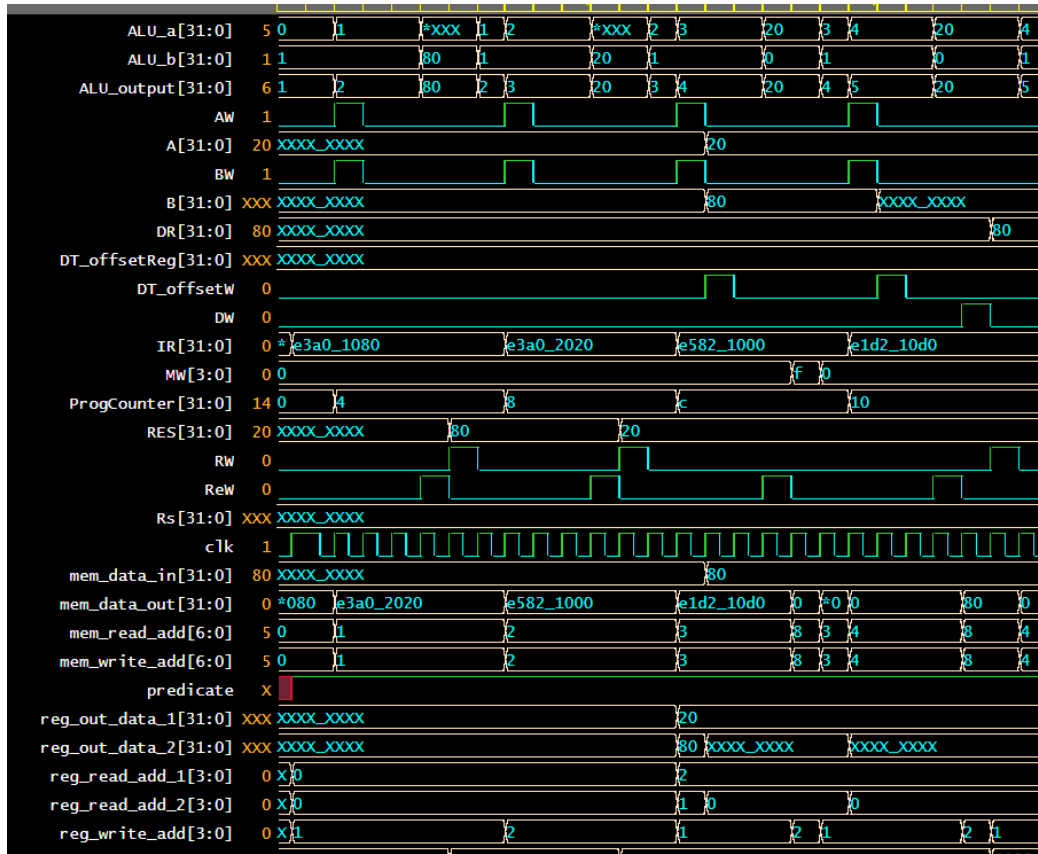 ALU_a[31:0] 5 0 1 *XXX 1 2 *XXX 2 3 20 3 4 20 4
ALU_b[31:0] 1 1 80 1 20 1 0 1 0 1
ALU_output[31:0] 6 1 2 80 2 3 20 3 4 20 4 5 20 5
AW 1
A[31:0] 20 XXXX_XXXX 20
BW 1
B[31:0] XXX XXXX_XXXX 80 XXXX_XXXX
DR[31:0] 80 XXXX_XXXX 80
DT_offsetReg[31:0] XXX XXXX_XXXX
DT_offsetW 0
DW 0
IR[31:0] 0 * e3a0_1080 e3a0_2020 e582_1000 e1d2_10d0
MW[3:0] 0 0 f 0
ProgCounter[31:0] 14 0 4 8 c 10
RES[31:0] 20 XXXX_XXXX 80 20
RW 0
ReW 0
Rs[31:0] XXX XXXX_XXXX
clk 1
mem_data_in[31:0] 80 XXXX_XXXX 80
mem_data_out[31:0] 0 *080 e3a0_2020 e582_1000 e1d2_10d0 0 *0 0 80 0
mem_read_add[6:0] 5 0 1 2 3 8 3 4 8 4
mem_write_add[6:0] 5 0 1 2 3 8 3 4 8 4
predicate X
reg_out_data_1[31:0] XXX XXXX_XXXX 20
reg_out_data_2[31:0] XXX XXXX_XXXX 80 XXXX_XXXX XXXX_XXXX
reg_read_add_1[3:0] 0 X 0 2
reg_read_add_2[3:0] 0 X 0 1 0 0
reg_write_add[3:0] 0 X 1 2 1 2 1 2 1